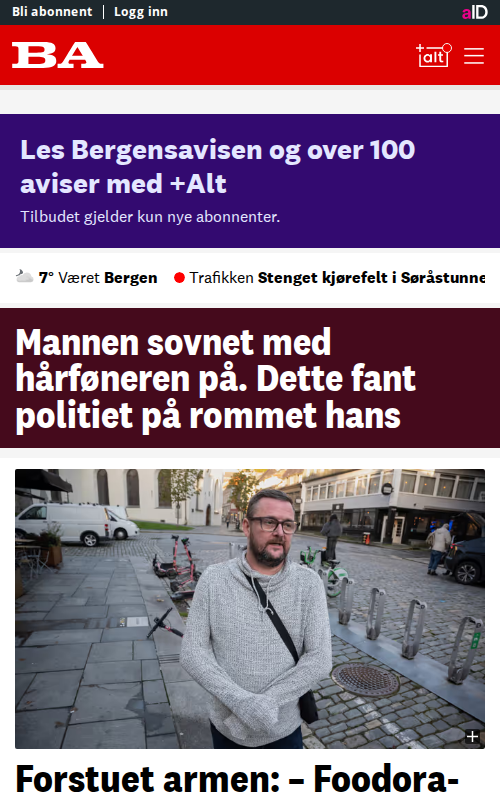 Bli abonnent | Logg inn
aID
BA
+alt
Les Bergensavisen og over 100
aviser med +Alt
Tilbudet gjelder kun nye abonnenter.
7° Været Bergen
Trafikken Stenget kjørefelt i Søråstunne
Mannen sovnet med
hårføneren på. Dette fant
politiet på rommet hans
Forstuet armen: – Foodora-